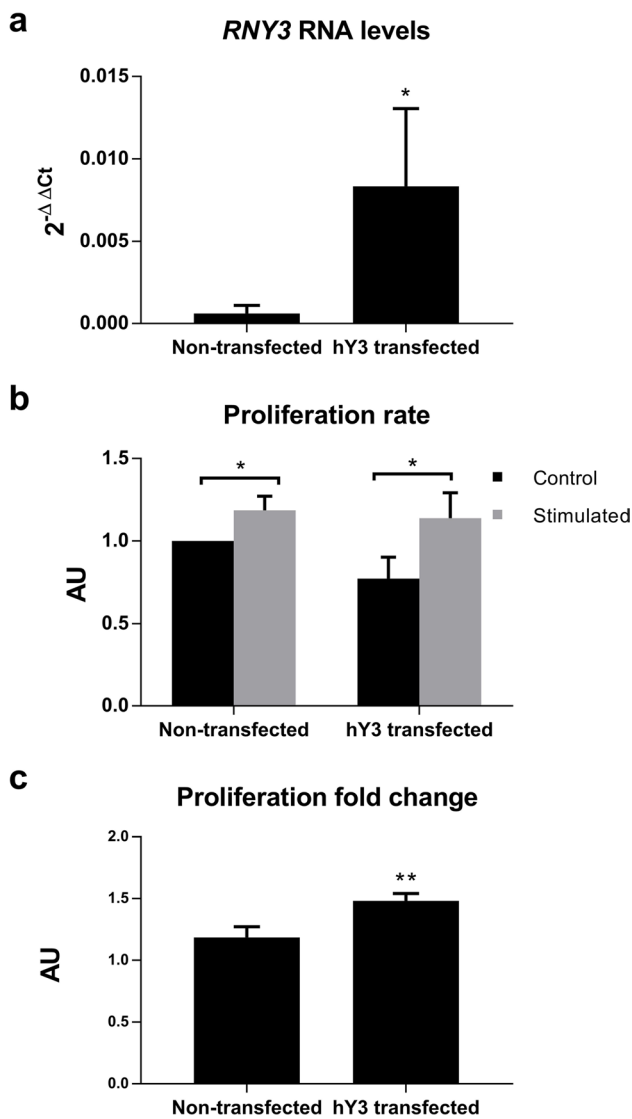 a
RNY3 RNA levels
0.015
0.010
0.005
0.000
2-Δ ΔCt
*
Non-transfected hY3 transfected
b
Proliferation rate
1.5
1.0
0.5
0.0
AU
*
*
Control
Stimulated
Non-transfected hY3 transfected
c
Proliferation fold change
2.0
1.5
1.0
0.5
0.0
AU
**
Non-transfected hY3 transfected